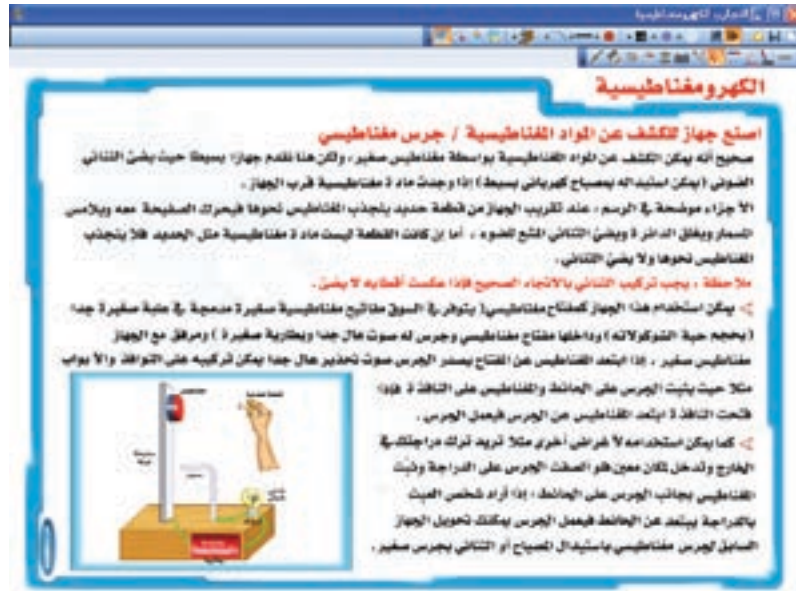 الكهرومغناطيسية
اصنع جهاز للكشف عن المواد المغناطيسية / جرس مغناطيسي
صحيح أنه يمكن الكشف عن المواد المغناطيسية بواسطة مغناطيس صغير، ولكن هنا نقدم جهازا بسيطا حيث يضئ الثنائي
الضوئي (يمكن استبداله بمصباح كهربائي بسيط) إذا وجدت مادة مغناطيسية قرب الجهاز.
الأجزاء موضحة في الرسم، عند تقريب الجهاز من قطعة حديد ينجذب المغناطيس نحوها فيحرك الصفيحة معه ويلامس
المسمار ويغلق الدائرة ويضئ الثنائي المشع للضوء، أما إن كانت القطعة ليست مادة مغناطيسية مثل الحديد فلا ينجذب
المغناطيس نحوها ولا يضئ الثنائي.
ملاحظة، يجب تركيب الثنائي بالاتجاه الصحيح فإذا عكست أقطابه لا يضئ.
يمكن استخدام هذا الجهاز كمفتاح مغناطيسي( يتوفر في السوق مفاتيح مغناطيسية صغيرة مدمجة في علبة صغيرة جدا
(بحجم حبة الشوكولاته) وداخلها مفتاح مغناطيسي وجرس له صوت عال جدا وبطارية صغيرة) ومرفق مع الجهاز
مغناطيس صغير، إذا ابتعد المغناطيس عن المفتاح يصدر الجرس صوت تحذير عال جدا يمكن تركيبه على النوافذ والأبواب
مثلا حيث يثبت الجرس على الحائط والمغناطيس على النافذة فإذا
فتحت النافذة ابتعد المغناطيس عن الجرس فيعمل الجرس.
كما يمكن استخدامه لأغراض أخرى مثلا تريد ترك دراجتك في
الخارج وتدخل لمكان معين فلو الصقت الجرس على الدراجة وثبت
المغناطيس بجانب الجرس على الحائط، إذا أراد شخص العبث
بالدراجة يبتعد عن الحائط فيعمل الجرس يمكنك تحويل الجهاز
السابق لجرس مغناطيسي باستبدال المصباح أو الثنائي بجرس صغير.